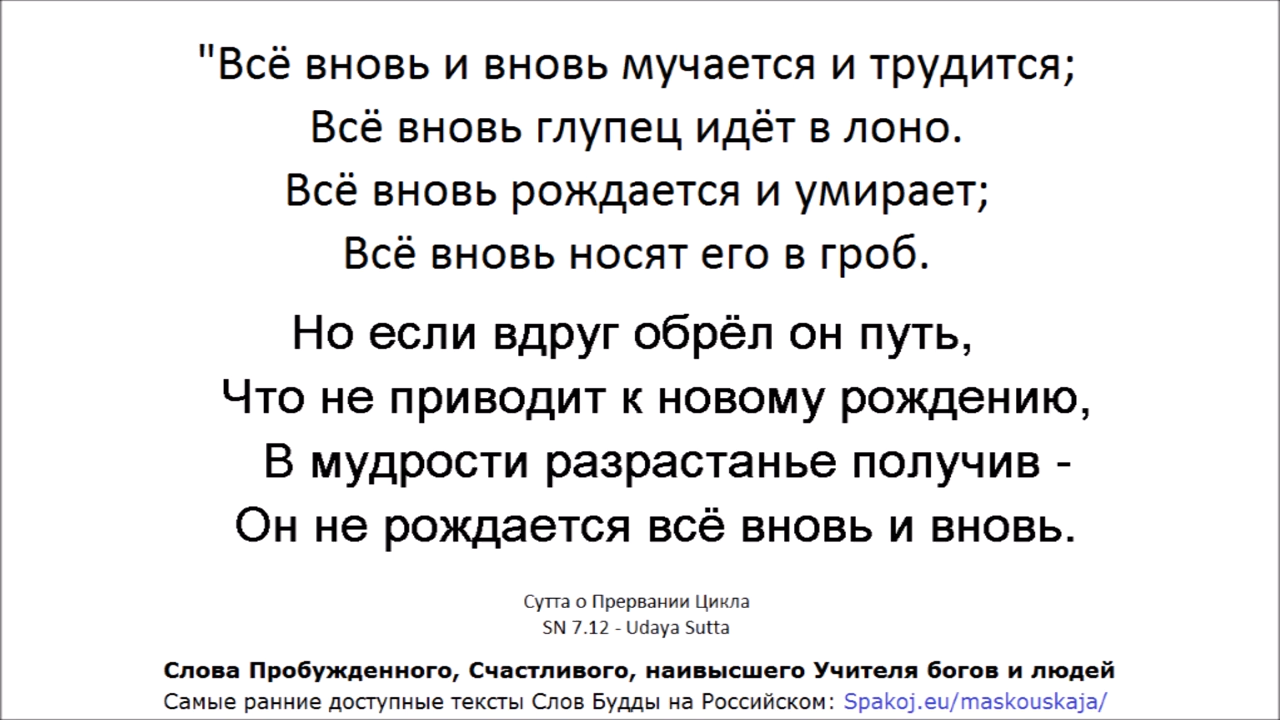 "Всё вновь и вновь мучается и трудится;
Всё вновь глупец идёт в лоно.
Всё вновь рождается и умирает;
Всё вновь носят его в гроб.
Но если вдруг обрёл он путь,
Что не приводит к новому рождению,
В мудрости разрастанье получив -
Он не рождается всё вновь и вновь.
Сутта о Прервании Цикла
SN 7.12 - Udaya Sutta
Слова Пробужденного, Счастливого, наивысшего Учителя богов и людей
Самые ранние доступные тексты Слов Будды на Российском: Spakoj.eu/maskouskaja/